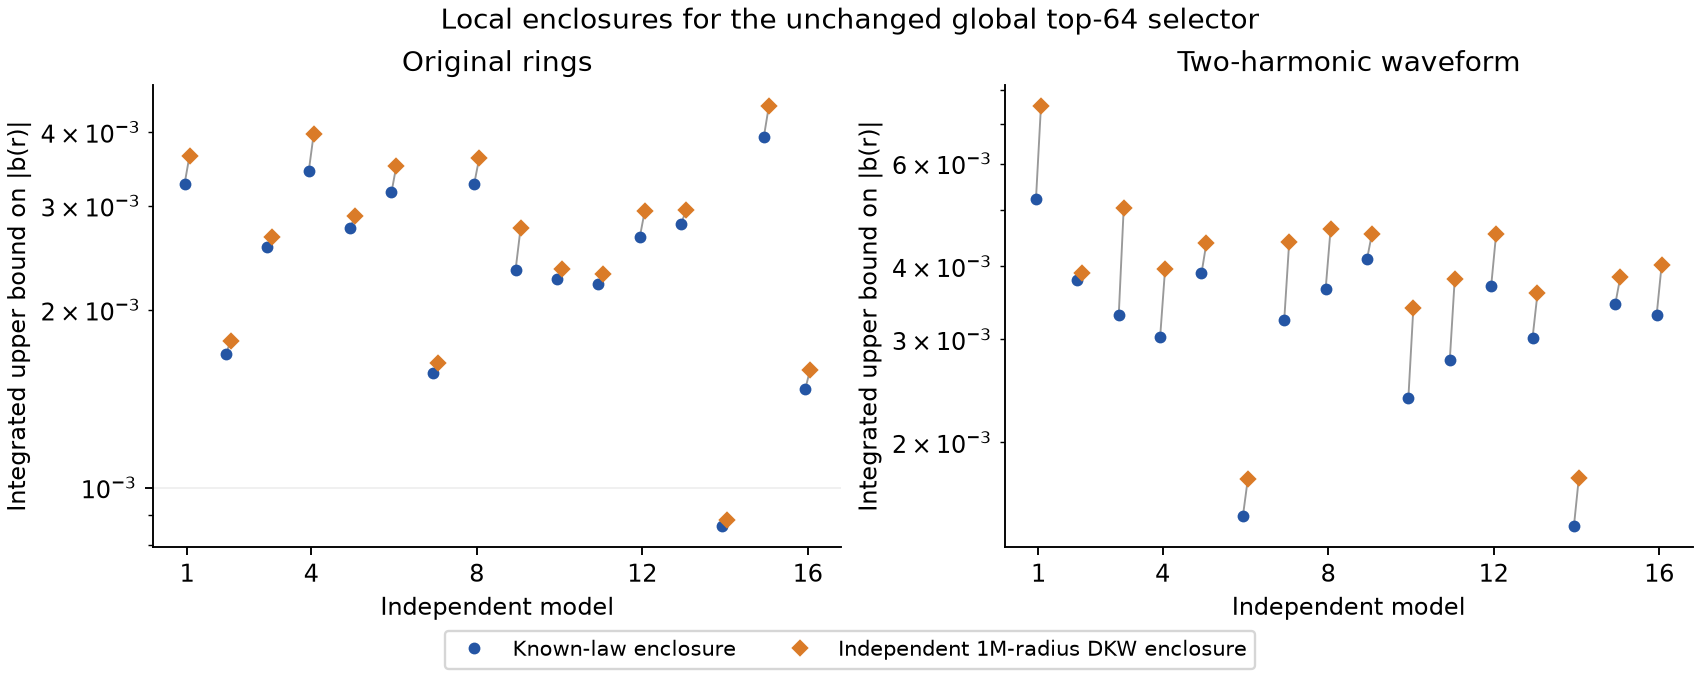 Local enclosures for the unchanged global top-64 selector
Original rings
Integrated upper bound on |b(r)|
4 × 10⁻³
3 × 10⁻³
2 × 10⁻³
10⁻³
1 4 8 12 16
Independent model
Two-harmonic waveform
Integrated upper bound on |b(r)|
6 × 10⁻³
4 × 10⁻³
3 × 10⁻³
2 × 10⁻³
1 4 8 12 16
Independent model
Known-law enclosure
Independent 1M-radius DKW enclosure